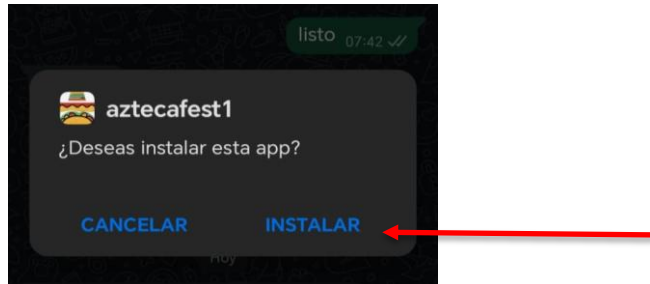 listo 07:42
aztecafest1
¿Deseas instalar esta app?
CANCELAR INSTALAR
Hoy